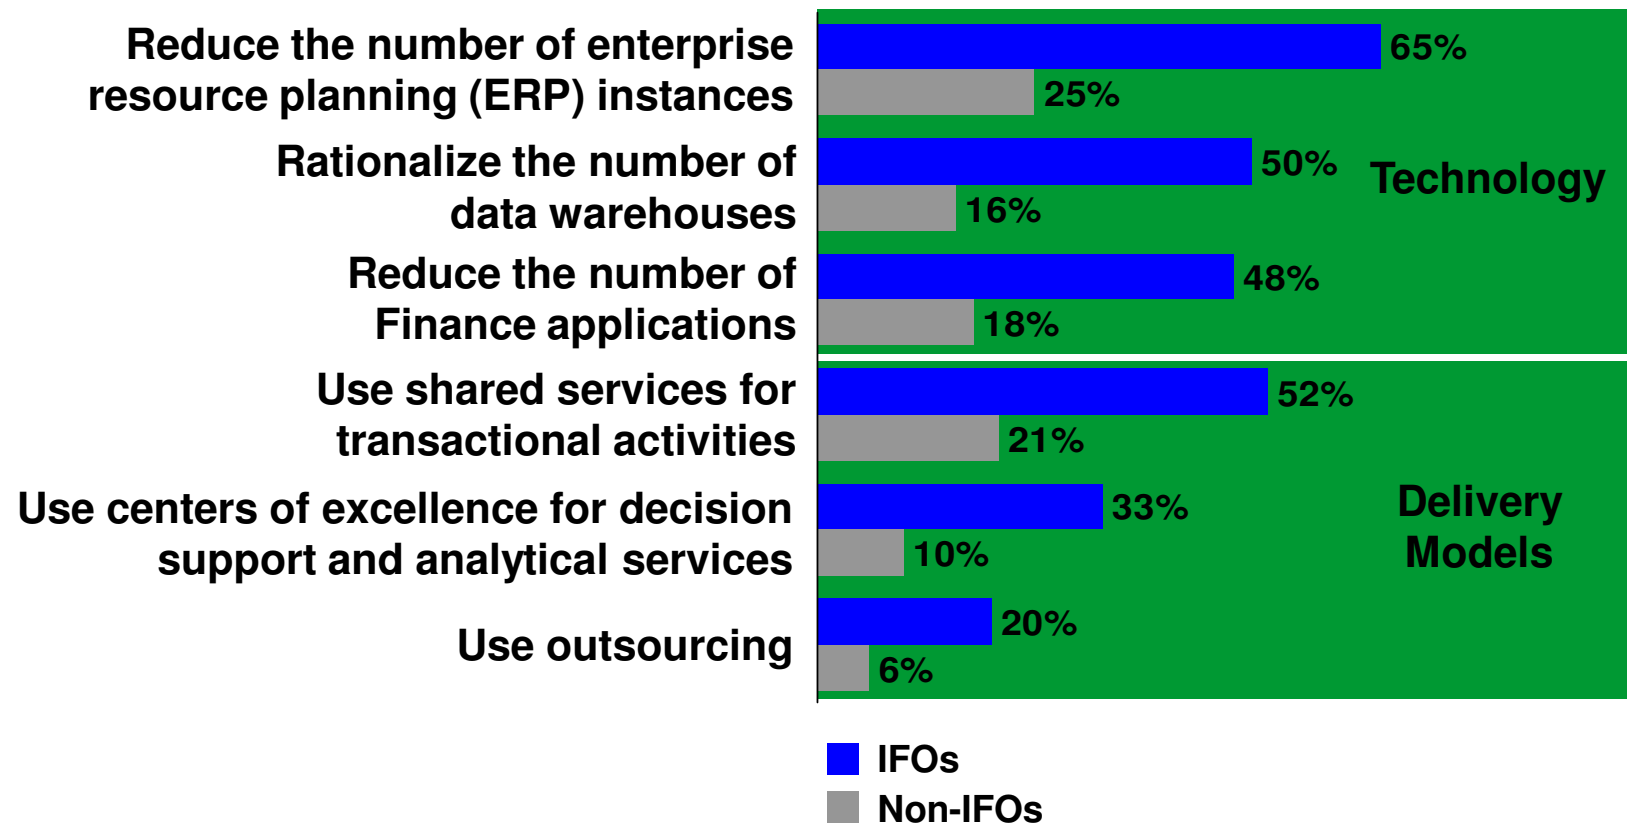 Reduce the number of enterprise
resource planning (ERP) instances
65%
25%
Rationalize the number of
data warehouses
50%
16%
Technology
Reduce the number of
Finance applications
48%
18%
Use shared services for
transactional activities
52%
21%
Use centers of excellence for decision
support and analytical services
33%
10%
Delivery
Models
Use outsourcing
20%
6%
IFOs
Non-IFOs